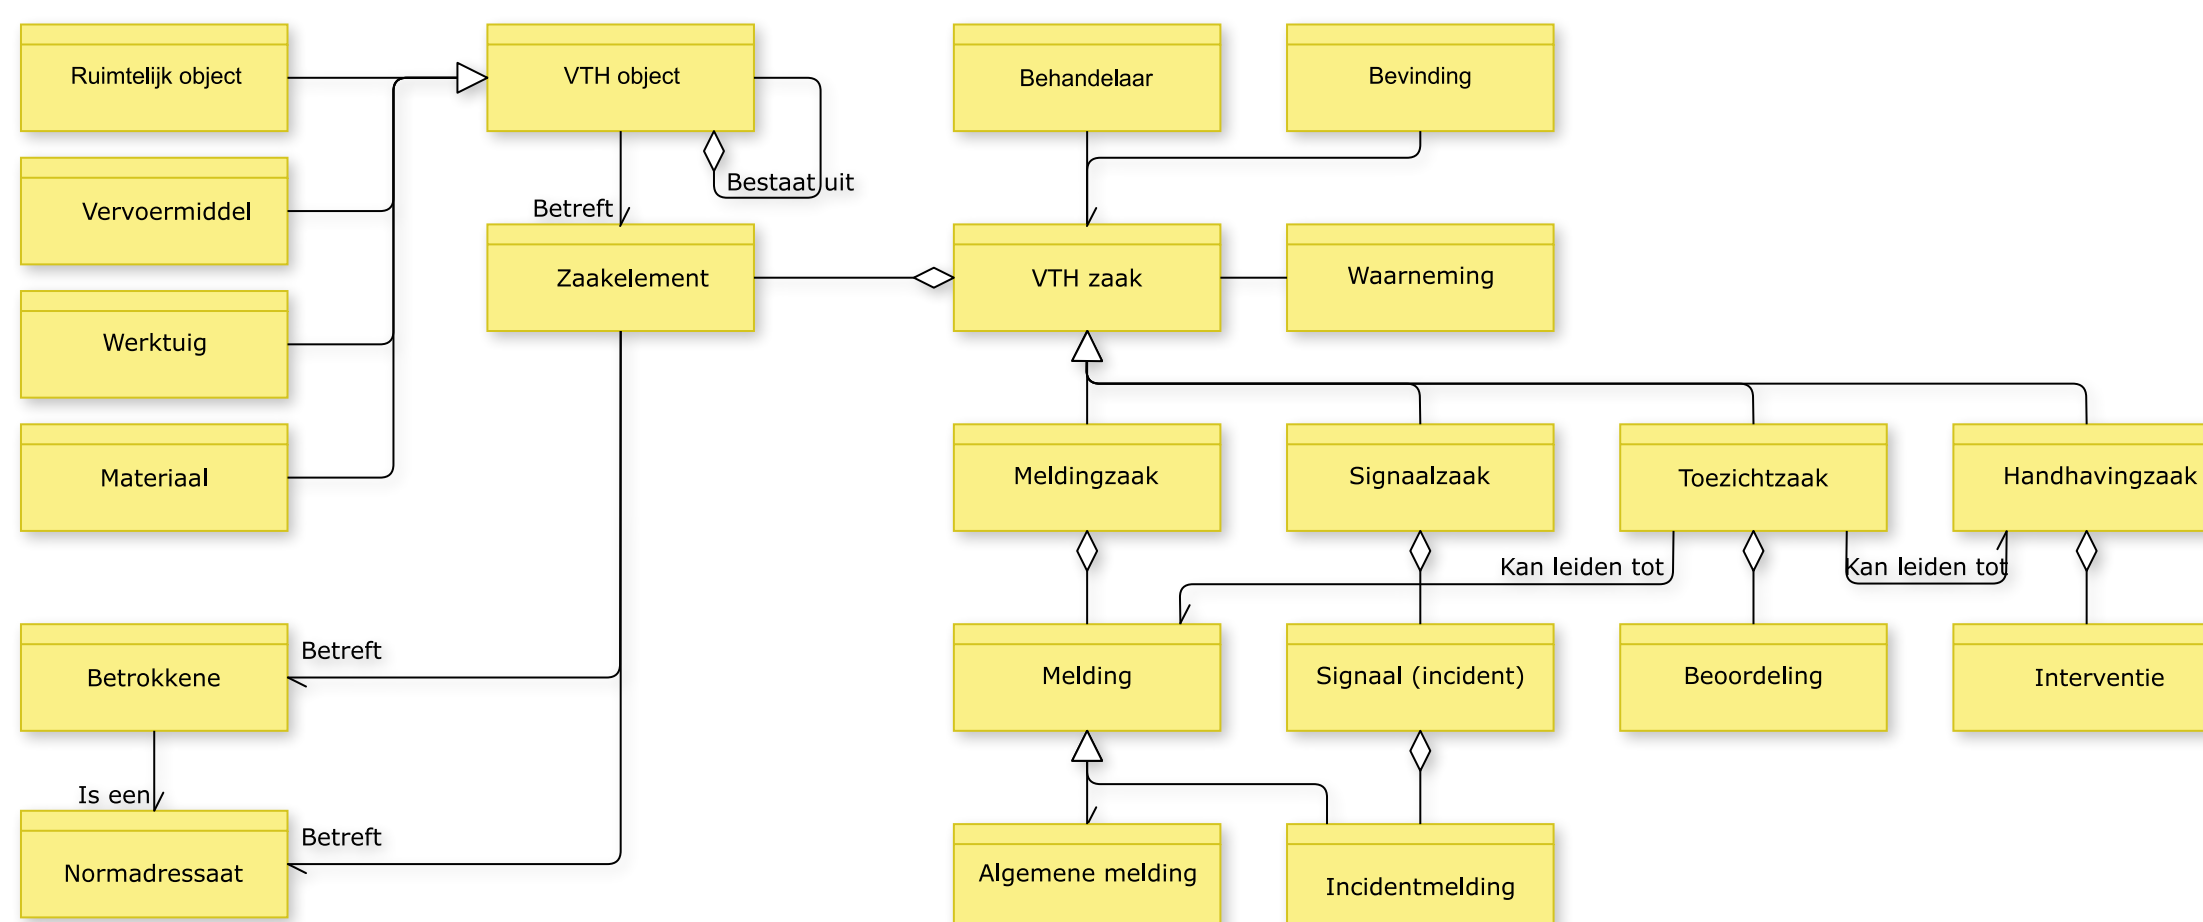 Ruimtelijk object
VTH object
Behandelaar
Bevinding
Bestaat uit
Vervoermiddel
Betreft
Zaakelement
VTH zaak
Waarneming
Werktuig
Materiaal
Meldingzaak
Signaalzaak
Toezichtzaak
Handhavingzaak
Kan leiden tot
Kan leiden tot
Betreft
Betrokkene
Melding
Signaal (incident)
Beoordeling
Interventie
Is een
Betreft
Normadressaat
Algemene melding
Incidentmelding